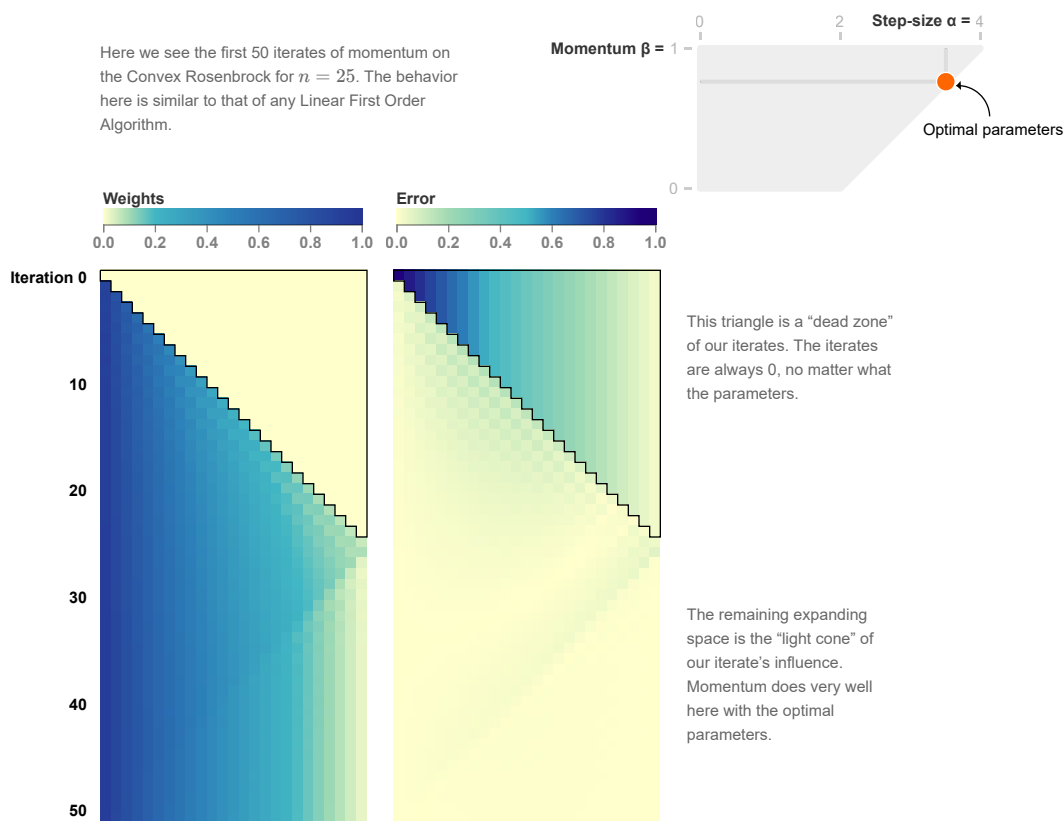 0 2 Step-size α = 4
Here we see the first 50 iterates of momentum on
the Convex Rosenbrock for n = 25. The behavior
here is similar to that of any Linear First Order
Algorithm.
Momentum β = 1
Optimal parameters
0
Weights
0.0 0.2 0.4 0.6 0.8 1.0
Error
0.0 0.2 0.4 0.6 0.8 1.0
Iteration 0
10
20
30
40
50
This triangle is a “dead zone”
of our iterates. The iterates
are always 0, no matter what
the parameters.
The remaining expanding
space is the “light cone” of
our iterate’s influence.
Momentum does very well
here with the optimal
parameters.